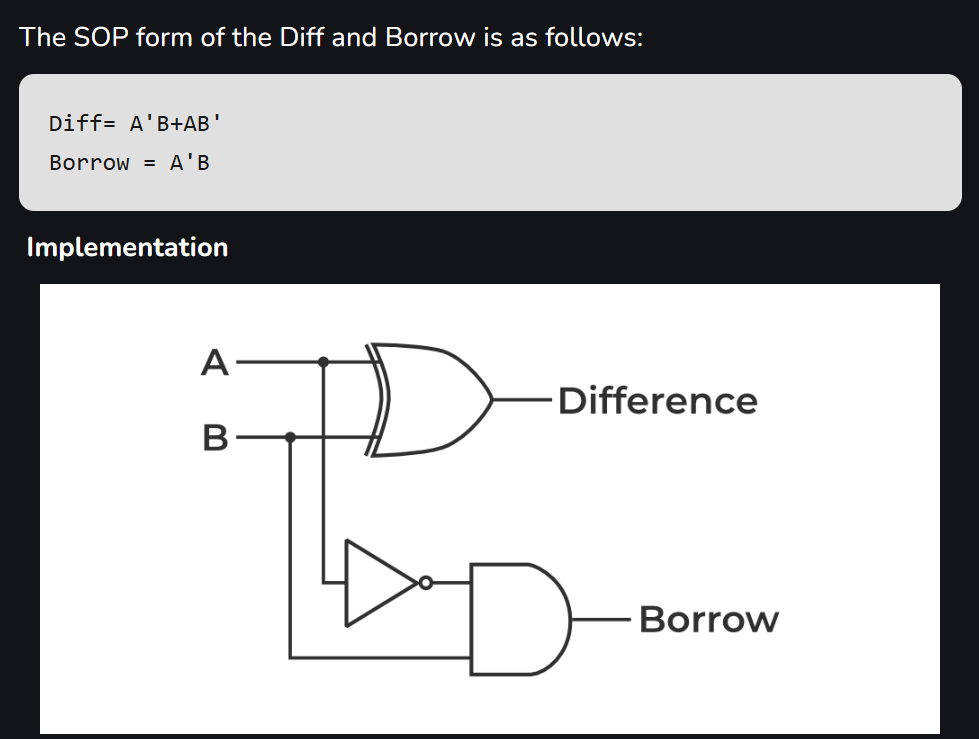 The SOP form of the Diff and Borrow is as follows:
Diff= A'B+AB'
Borrow = A'B
Implementation
A
Difference
B
Borrow